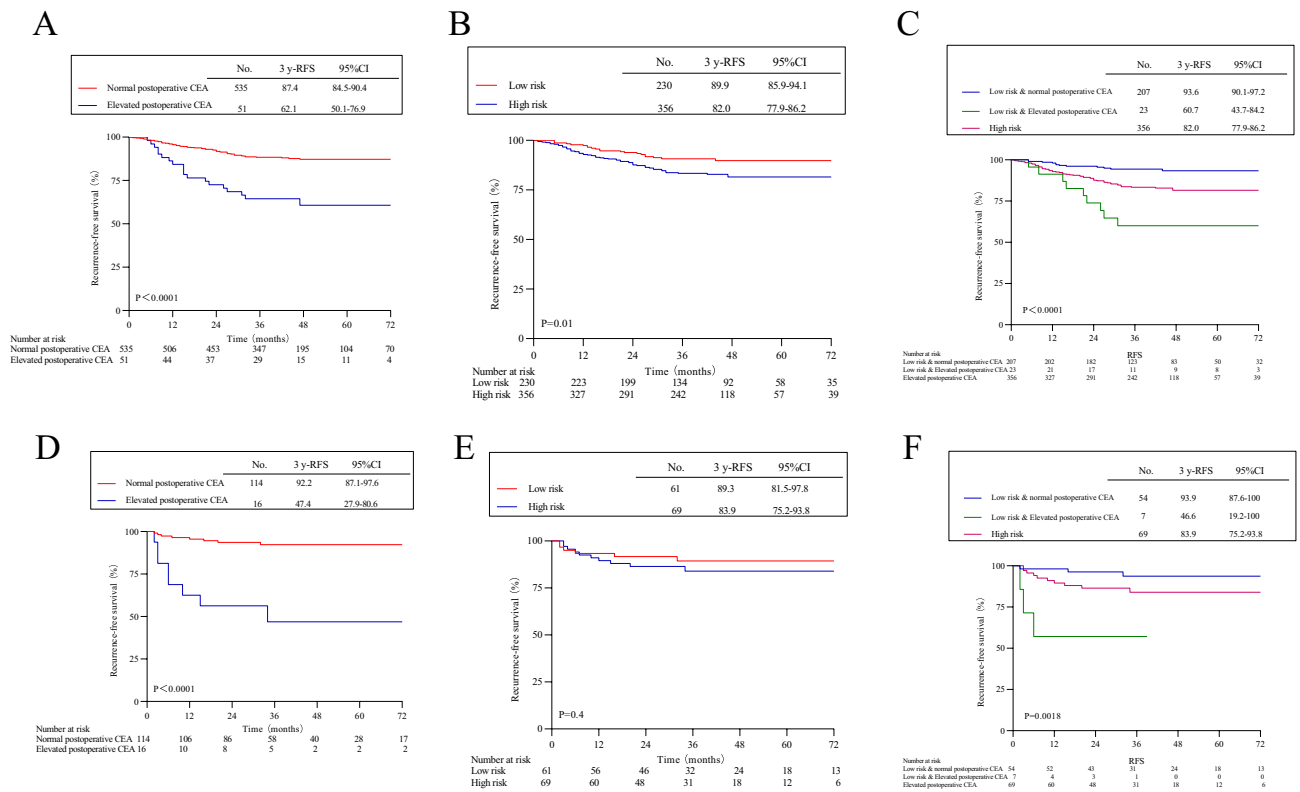 A
No. 3 y-RFS 95%CI
Normal postoperative CEA 535 87.4 84.5-90.4
Elevated postoperative CEA 51 62.1 50.1-76.9
Recurrence-free survival (%)
100
75
50
25
0
P<0.0001
0 12 24 36 48 60 72
Time (months)
Number at risk
Normal postoperative CEA 535 506 453 347 195 104 70
Elevated postoperative CEA 51 44 37 29 15 11 4
B
No. 3 y-RFS 95%CI
Low risk 230 89.9 85.9-94.1
High risk 356 82.0 77.9-86.2
Recurrence-free survival (%)
100
75
50
25
0
P=0.01
0 12 24 36 48 60 72
Time (months)
Number at risk
Low risk 230 223 199 134 92 58 35
High risk 356 327 291 242 118 57 39
C
No. 3 y-RFS 95%CI
Low risk & normal postoperative CEA 207 93.6 90.1-97.2
Low risk & Elevated postoperative CEA 23 60.7 43.7-84.2
High risk 356 82.0 77.9-86.2
Recurrence-free survival (%)
100
75
50
25
0
P<0.0001
0 12 24 36 48 60 72
RFS
Number at risk
Low risk & normal postoperative CEA 207 202 182 123 83 50 32
Low risk & Elevated postoperative CEA 23 21 17 11 9 8 3
Elevated postoperative CEA 356 327 291 242 118 57 39
D
No. 3 y-RFS 95%CI
Normal postoperative CEA 114 92.2 87.1-97.6
Elevated postoperative CEA 16 47.4 27.9-80.6
Recurrence-free survival (%)
100
75
50
25
0
P<0.0001
0 12 24 36 48 60 72
Time (months)
Number at risk
Normal postoperative CEA 114 106 86 58 40 28 17
Elevated postoperative CEA 16 10 8 5 2 2 2
E
No. 3 y-RFS 95%CI
Low risk 61 89.3 81.5-97.8
High risk 69 83.9 75.2-93.8
Recurrence-free survival (%)
100
75
50
25
0
P=0.4
0 12 24 36 48 60 72
Time (months)
Number at risk
Low risk 61 56 46 32 24 18 13
High risk 69 60 48 31 18 12 6
F
No. 3 y-RFS 95%CI
Low risk & normal postoperative CEA 54 93.9 87.6-100
Low risk & Elevated postoperative CEA 7 46.6 19.2-100
High risk 69 83.9 75.2-93.8
Recurrence-free survival (%)
100
75
50
25
0
P=0.0018
0 12 24 36 48 60 72
RFS
Number at risk
Low risk & normal postoperative CEA 54 52 43 31 24 18 13
Low risk & Elevated postoperative CEA 7 4 3 1 0 0 0
Elevated postoperative CEA 69 60 48 31 18 12 6